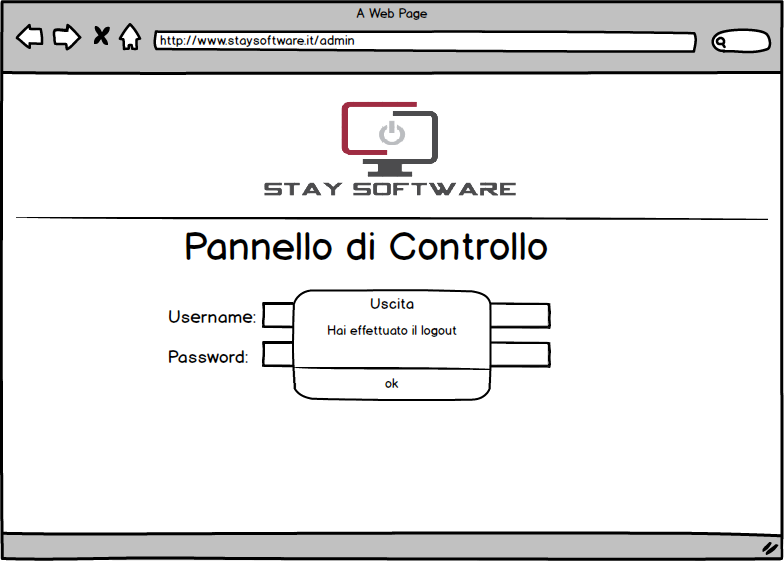 A Web Page
http://www.staysoftware.it/admin
STAY SOFTWARE
Pannello di Controllo
Uscita
Username:
Hai effettuato il logout
Password:
ok